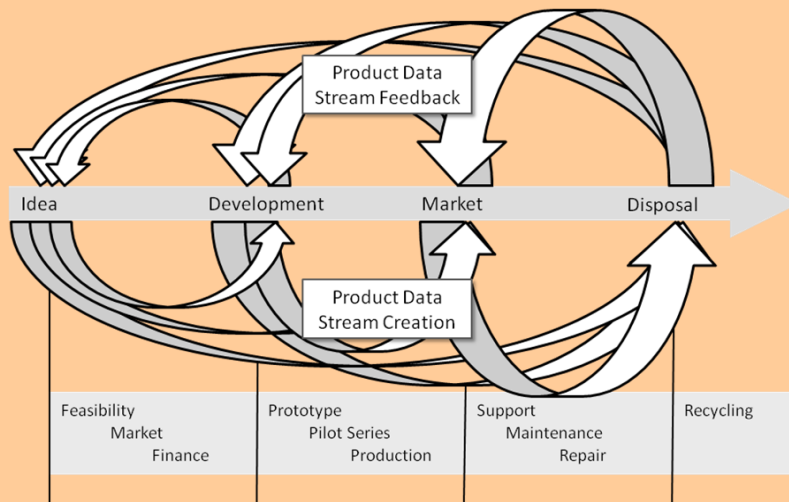 Product Data
Stream Feedback
Idea
Development
Market
Disposal
Product Data
Stream Creation
Feasibility
Market
Finance
Prototype
Pilot Series
Production
Support
Maintenance
Repair
Recycling